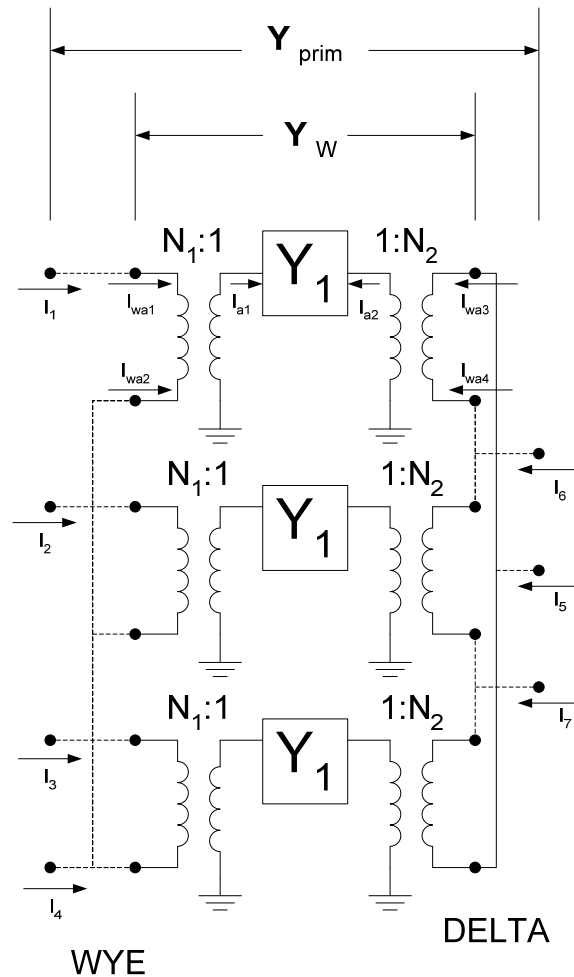 Y prim
Y W
N1:1
Y1
1:N2
I1
Iwa1
Ia1
Ia2
Iwa3
Iwa2
Iwa4
N1:1
Y1
1:N2
I6
I2
I5
N1:1
Y1
1:N2
I7
I3
I4
WYE
DELTA